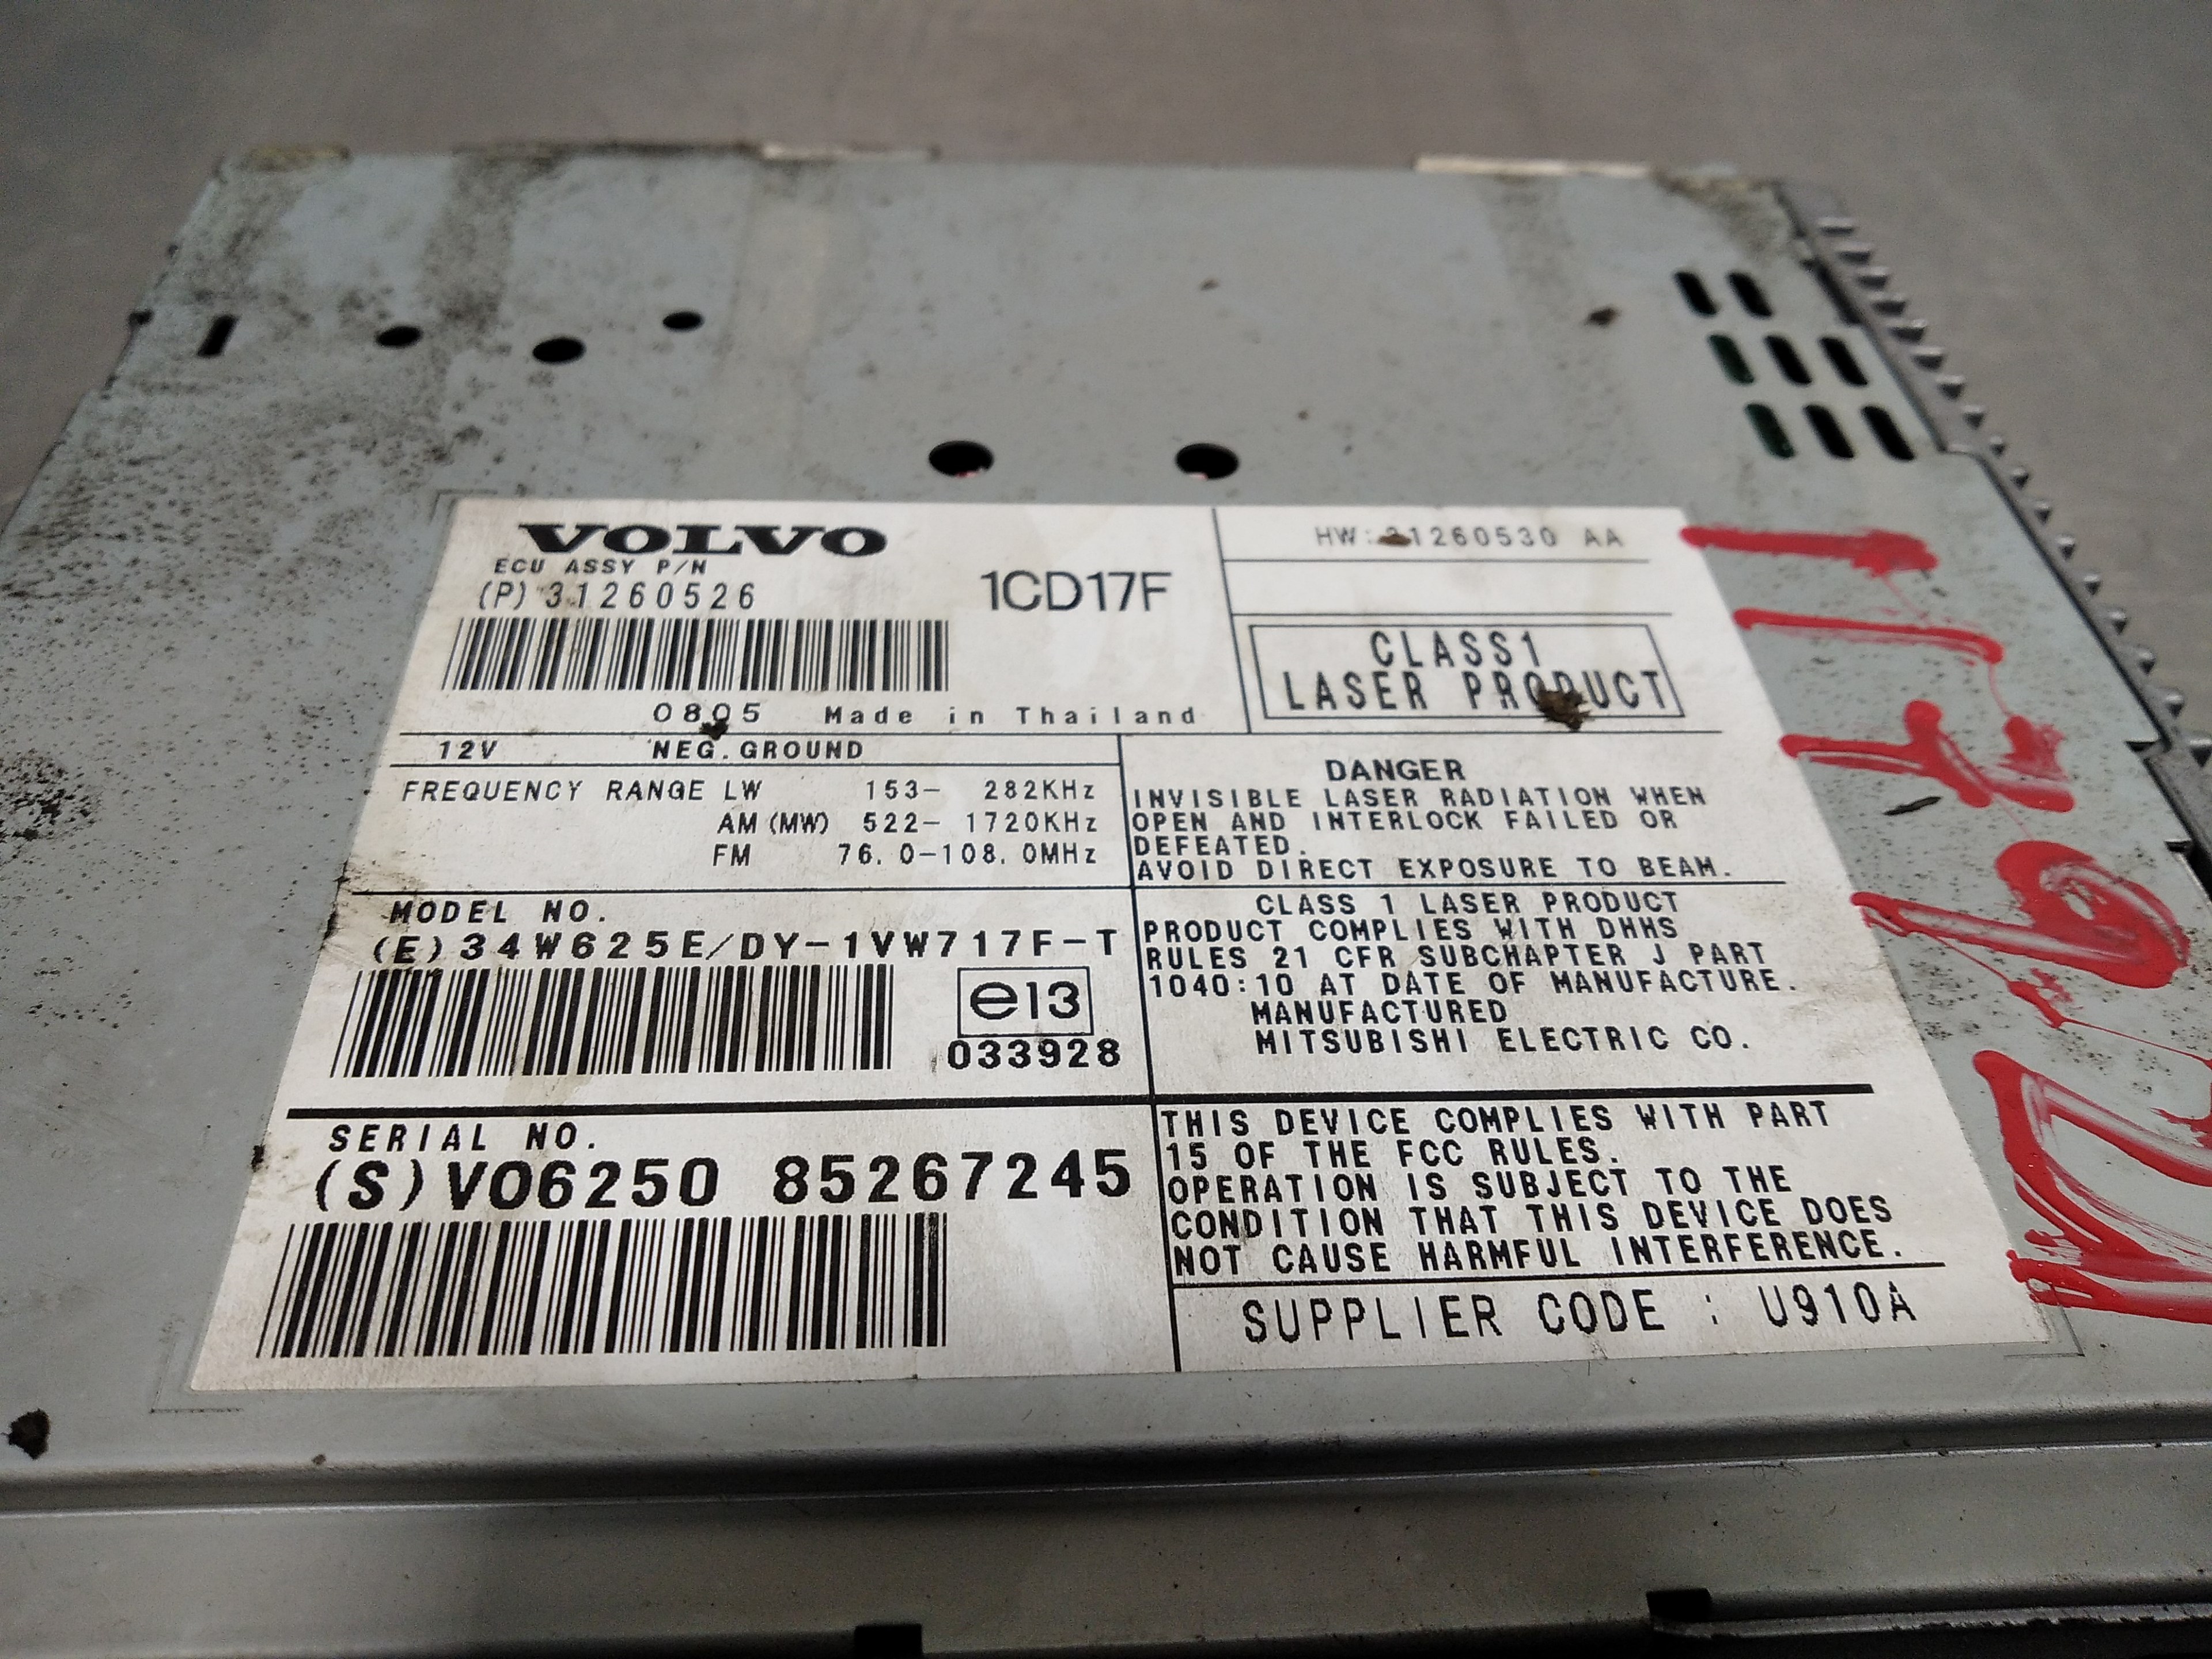 VOLVO
ECU ASSY P/N
(P) 31260526
1CD17F
0805 Made in Thailand
HW: 31260530 AA
CLASS1
LASER PRODUCT
12V NEG. GROUND
FREQUENCY RANGE LW 153- 282KHz
AM (MW) 522- 1720KHz
FM 76.0-108.0MHz
DANGER
INVISIBLE LASER RADIATION WHEN
OPEN AND INTERLOCK FAILED OR
DEFEATED.
AVOID DIRECT EXPOSURE TO BEAM.
MODEL NO.
(E) 34W625E/DY-1VW717F-T
e13
033928
CLASS 1 LASER PRODUCT
PRODUCT COMPLIES WITH DHHS
RULES 21 CFR SUBCHAPTER J PART
1040:10 AT DATE OF MANUFACTURE.
MANUFACTURED
MITSUBISHI ELECTRIC CO.
SERIAL NO.
(S) VO6250 85267245
THIS DEVICE COMPLIES WITH PART
15 OF THE FCC RULES.
OPERATION IS SUBJECT TO THE
CONDITION THAT THIS DEVICE DOES
NOT CAUSE HARMFUL INTERFERENCE.
SUPPLIER CODE : U910A